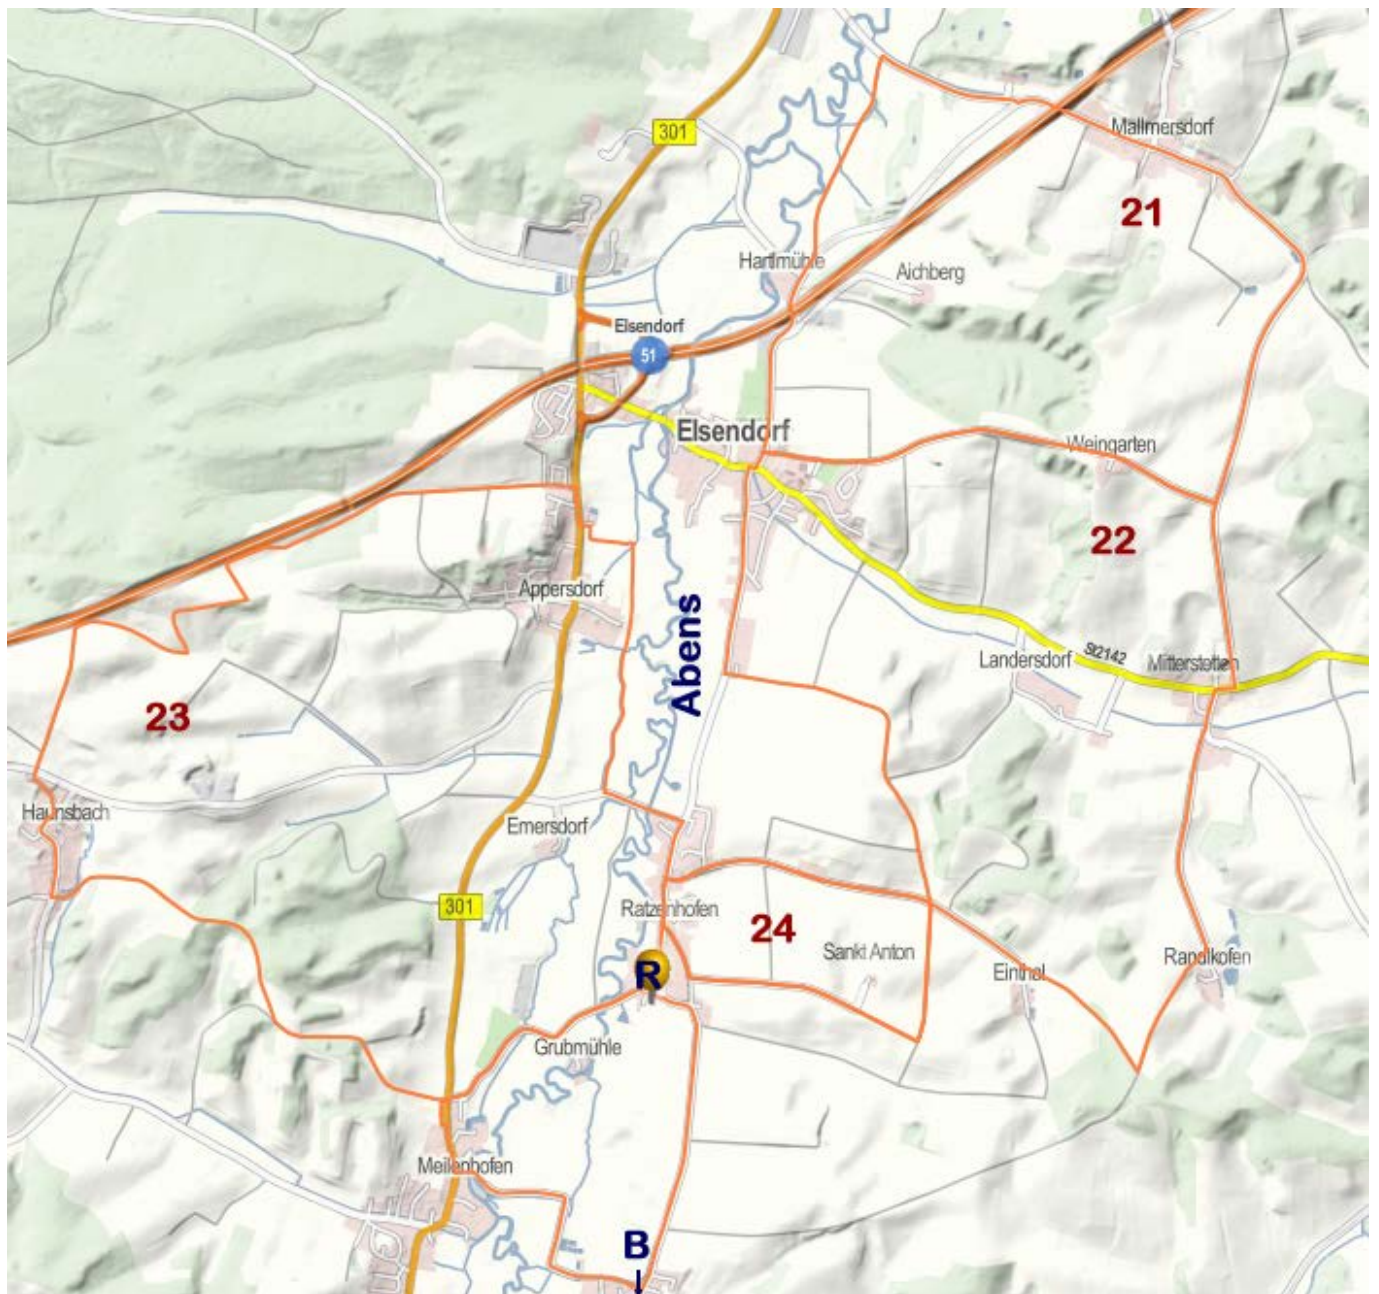 301
Mallmersdorf
21
Hartlmühle
Aichberg
Elsendorf
51
Elsendorf
Weingarten
22
Appersdorf
Abens
Landersdorf
St2142
Mitterstetten
23
Haunsbach
Emersdorf
301
Ratzenhofen
24
Sankt Anton
Einthal
Randlkofen
R
Grubmühle
Meilenhofen
B